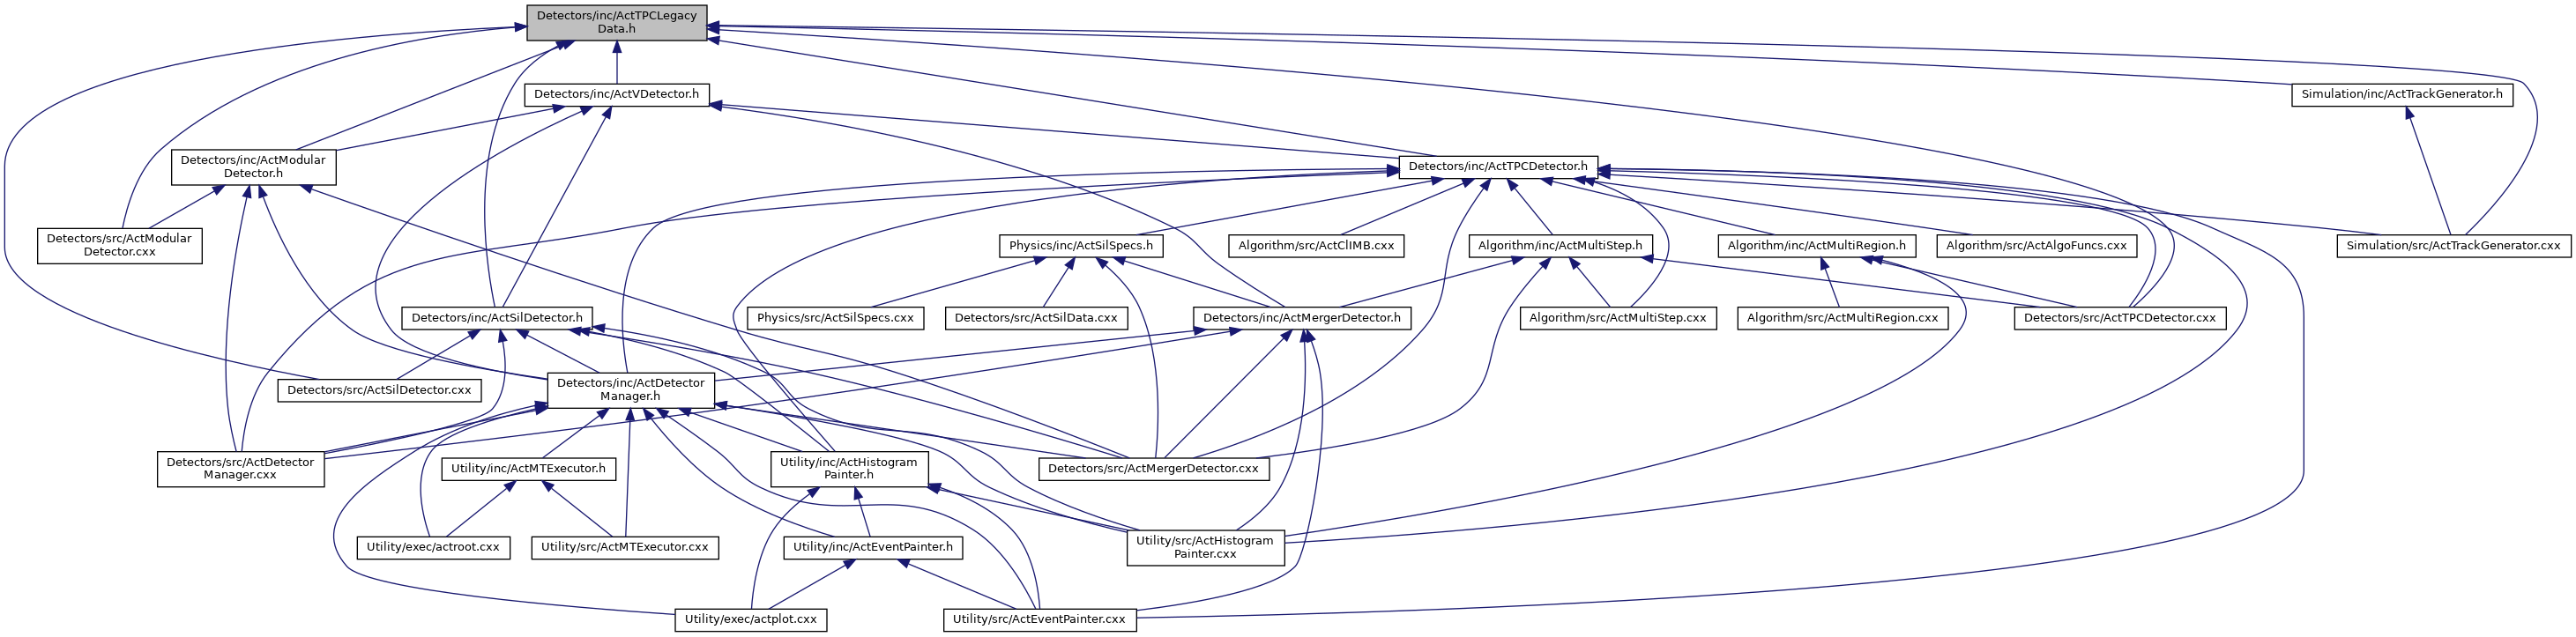 Detectors/inc/ActTPCLegacy
Data.h
Detectors/inc/ActVDetector.h
Simulation/inc/ActTrackGenerator.h
Detectors/inc/ActModular
Detector.h
Detectors/inc/ActTPCDetector.h
Detectors/src/ActModular
Detector.cxx
Physics/inc/ActSilSpecs.h
Algorithm/src/ActClIMB.cxx
Algorithm/inc/ActMultiStep.h
Algorithm/inc/ActMultiRegion.h
Algorithm/src/ActAlgoFuncs.cxx
Simulation/src/ActTrackGenerator.cxx
Detectors/inc/ActSilDetector.h
Physics/src/ActSilSpecs.cxx
Detectors/src/ActSilData.cxx
Detectors/inc/ActMergerDetector.h
Algorithm/src/ActMultiStep.cxx
Algorithm/src/ActMultiRegion.cxx
Detectors/src/ActTPCDetector.cxx
Detectors/src/ActSilDetector.cxx
Detectors/inc/ActDetector
Manager.h
Detectors/src/ActDetector
Manager.cxx
Utility/inc/ActMTExecutor.h
Utility/inc/ActHistogram
Painter.h
Detectors/src/ActMergerDetector.cxx
Utility/exec/actroot.cxx
Utility/src/ActMTExecutor.cxx
Utility/inc/ActEventPainter.h
Utility/src/ActHistogram
Painter.cxx
Utility/exec/actplot.cxx
Utility/src/ActEventPainter.cxx